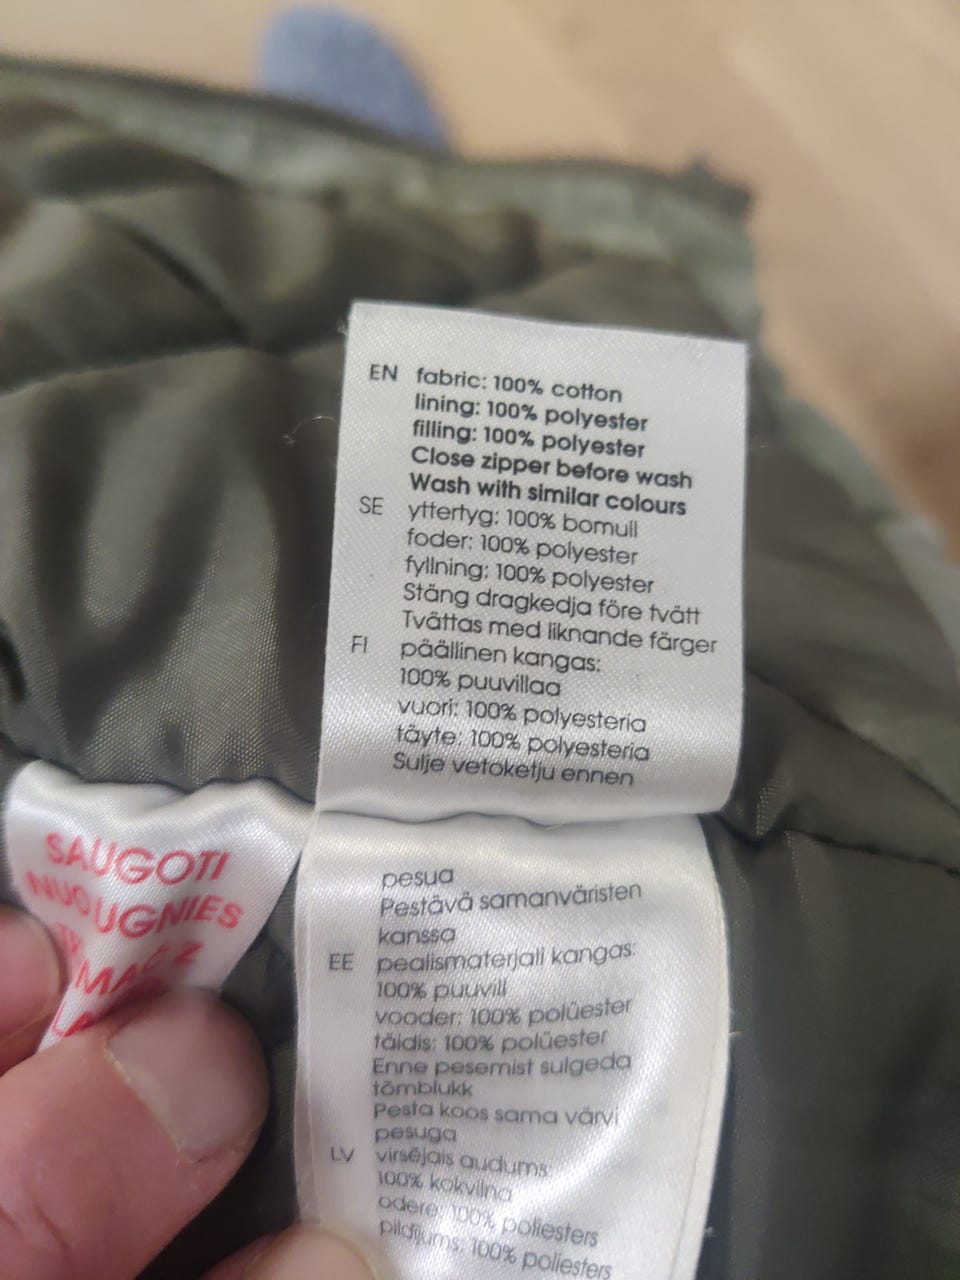 EN fabric: 100% cotton
lining: 100% polyester
filling: 100% polyester
Close zipper before wash
Wash with similar colours
SE yttertyg: 100% bomull
foder: 100% polyester
fyllning: 100% polyester
Stäng dragkedja före tvätt
Tvättas med liknande färger
FI päällinen kangas:
100% puuvillaa
vuori: 100% polyesteria
täyte: 100% polyesteria
Sulje vetoketju ennen
pesua
Pestävä samanväristen
kanssa
EE pealismaterjali kangas:
100% puuvill
vooder: 100% polüester
täidis: 100% polüester
Enne pesemist sulgeda
tõmblukk
Pesta koos sama värvi
pesuga
LV virsējais audums:
100% kokvilna
odere: 100% poliesters
pildījums: 100% poliesters
SAUGOTI
NUO UGNIES